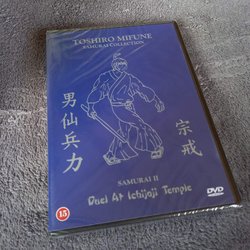 TOSHIRO MIFUNE
SAMURAI COLLECTION
男仙兵力
宗戒
SAMURAI II
Duel At Ichijoji Temple
15
DVD